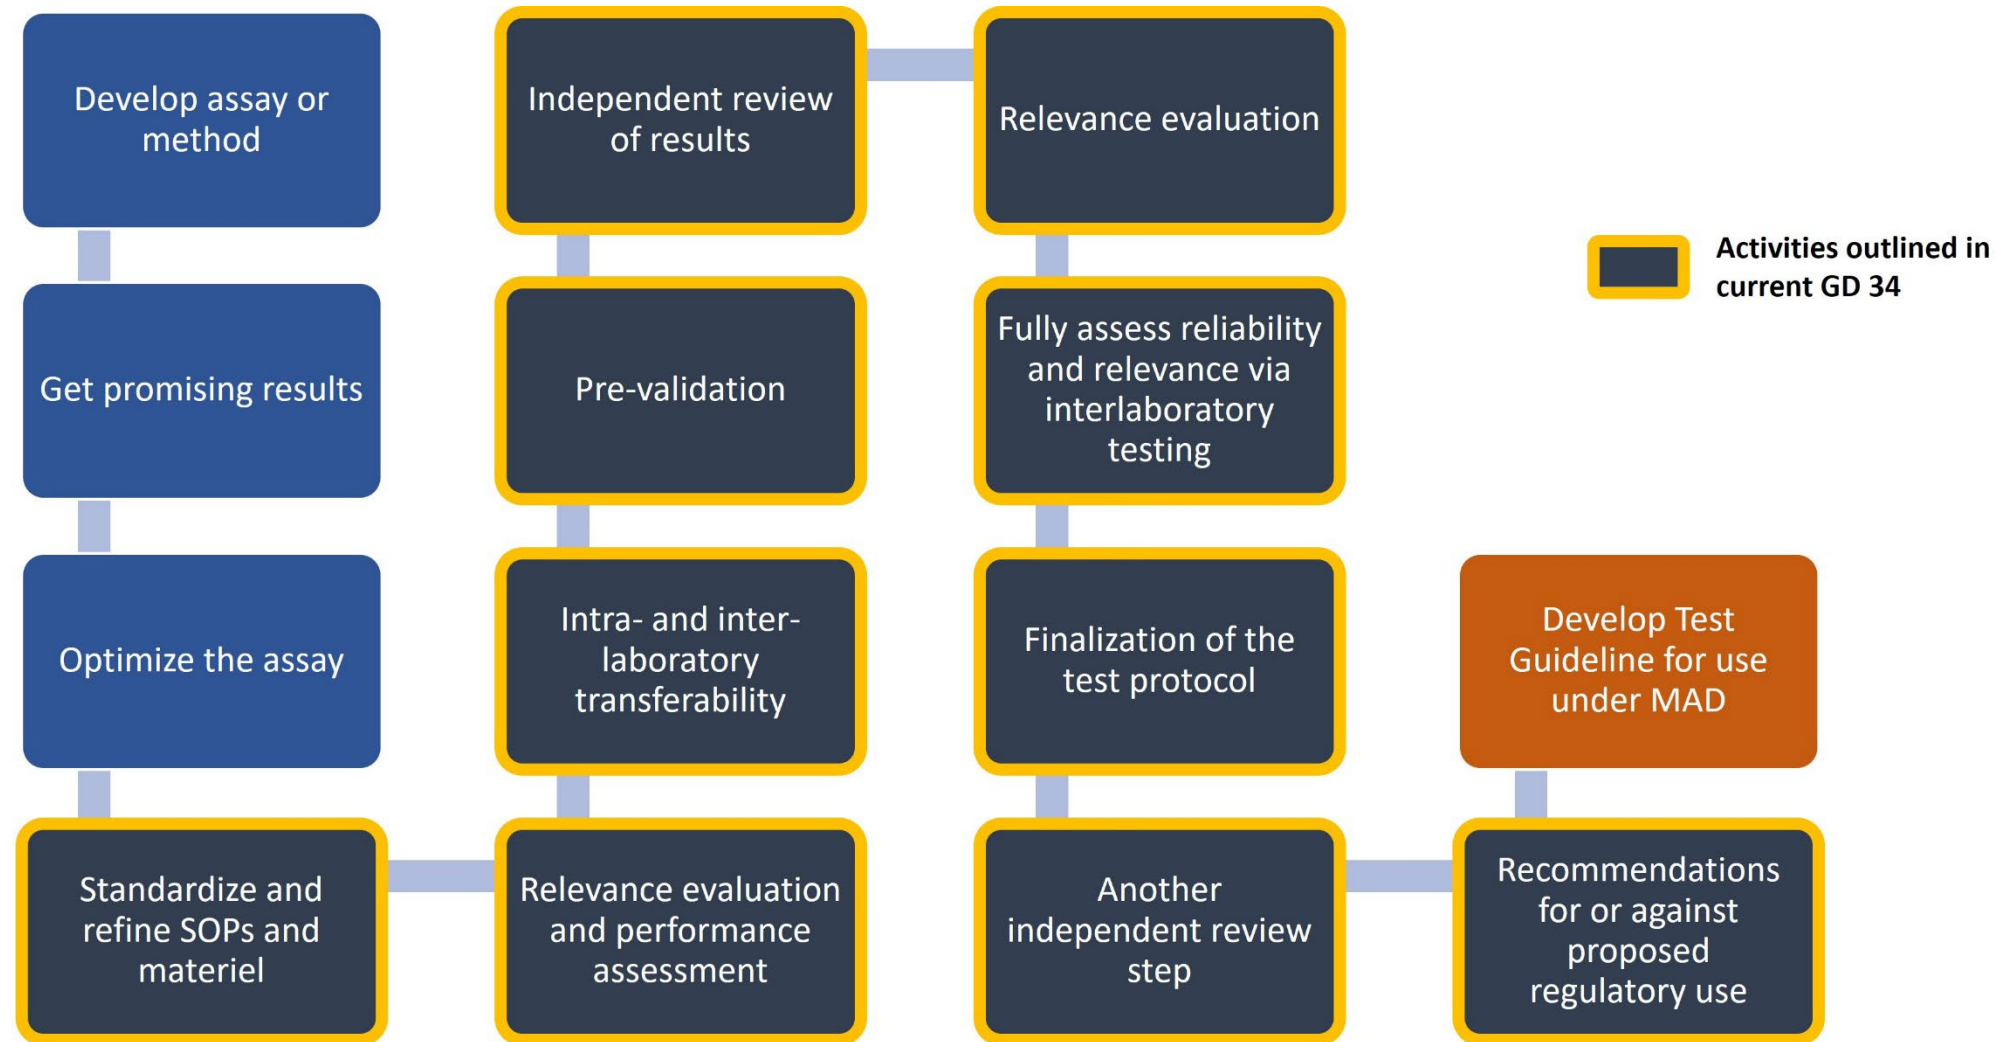 Develop assay or
method
Get promising results
Optimize the assay
Standardize and
refine SOPs and
materiel
Relevance evaluation
and performance
assessment
Intra- and inter-
laboratory
transferability
Pre-validation
Independent review
of results
Relevance evaluation
Fully assess reliability
and relevance via
interlaboratory
testing
Finalization of the
test protocol
Another
independent review
step
Recommendations
for or against
proposed
regulatory use
Develop Test
Guideline for use
under MAD
Activities outlined in
current GD 34